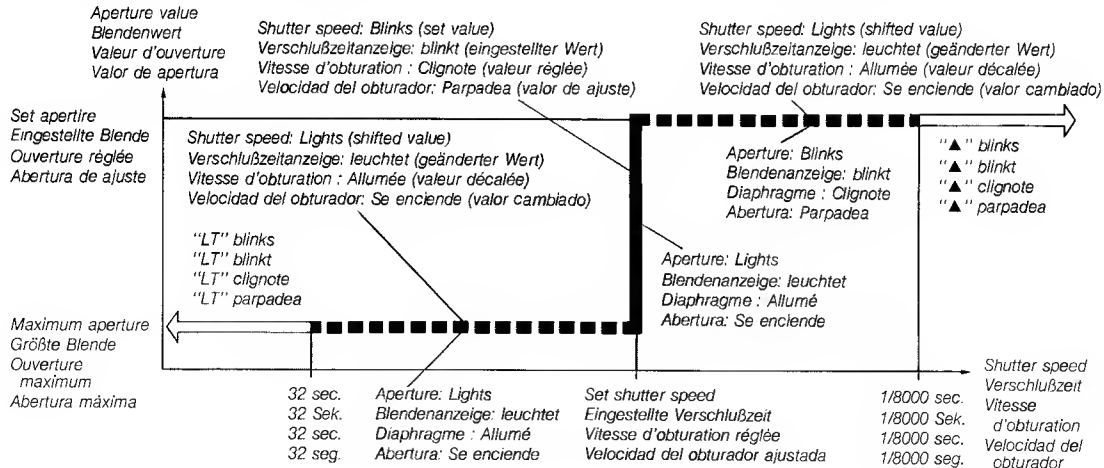 Aperture value
Blendenwert
Valeur d'ouverture
Valor de apertura
Shutter speed: Blinks (set value)
Verschlußzeitanzeige: blinkt (eingestellter Wert)
Vitesse d'obturation : Clignote (valeur réglée)
Velocidad del obturador: Parpadea (valor de ajuste)
Shutter speed: Lights (shifted value)
Verschlußzeitanzeige: leuchtet (geänderter Wert)
Vitesse d'obturation : Allumée (valeur décalée)
Velocidad del obturador: Se enciende (valor cambiado)
Set apertire
Eingestellte Blende
Ouverture réglée
Abertura de ajuste
Shutter speed: Lights (shifted value)
Verschlußzeitanzeige: leuchtet (geänderter Wert)
Vitesse d'obturation : Allumée (valeur décalée)
Velocidad del obturador: Se enciende (valor cambiado)
Aperture: Blinks
Blendenanzeige: blinkt
Diaphragme : Clignote
Abertura: Parpadea
"▲" blinks
"▲" blinkt
"▲" clignote
"▲" parpadea
"LT" blinks
"LT" blinkt
"LT" clignote
"LT" parpadea
Aperture: Lights
Blendenanzeige: leuchtet
Diaphragme : Allumé
Abertura: Se enciende
Maximum aperture
Größte Blende
Ouverture
maximum
Abertura máxima
32 sec.
32 Sek.
32 sec.
32 seg.
Aperture: Lights
Blendenanzeige: leuchtet
Diaphragme : Allumé
Abertura: Se enciende
Set shutter speed
Eingestellte Verschlußzeit
Vitesse d'obturation réglée
Velocidad del obturador ajustada
1/8000 sec.
1/8000 Sek.
1/8000 sec.
1/8000 seg.
Shutter speed
Verschlußzeit
Vitesse
d'obturation
Velocidad del
obturador